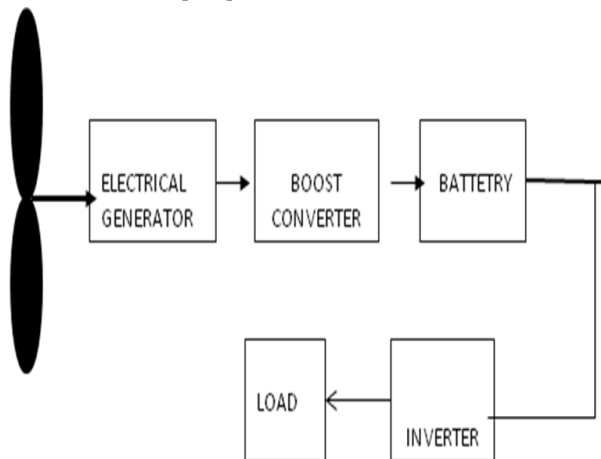 ELECTRICAL
GENERATOR
BOOST
CONVERTER
BATTETRY
LOAD
INVERTER